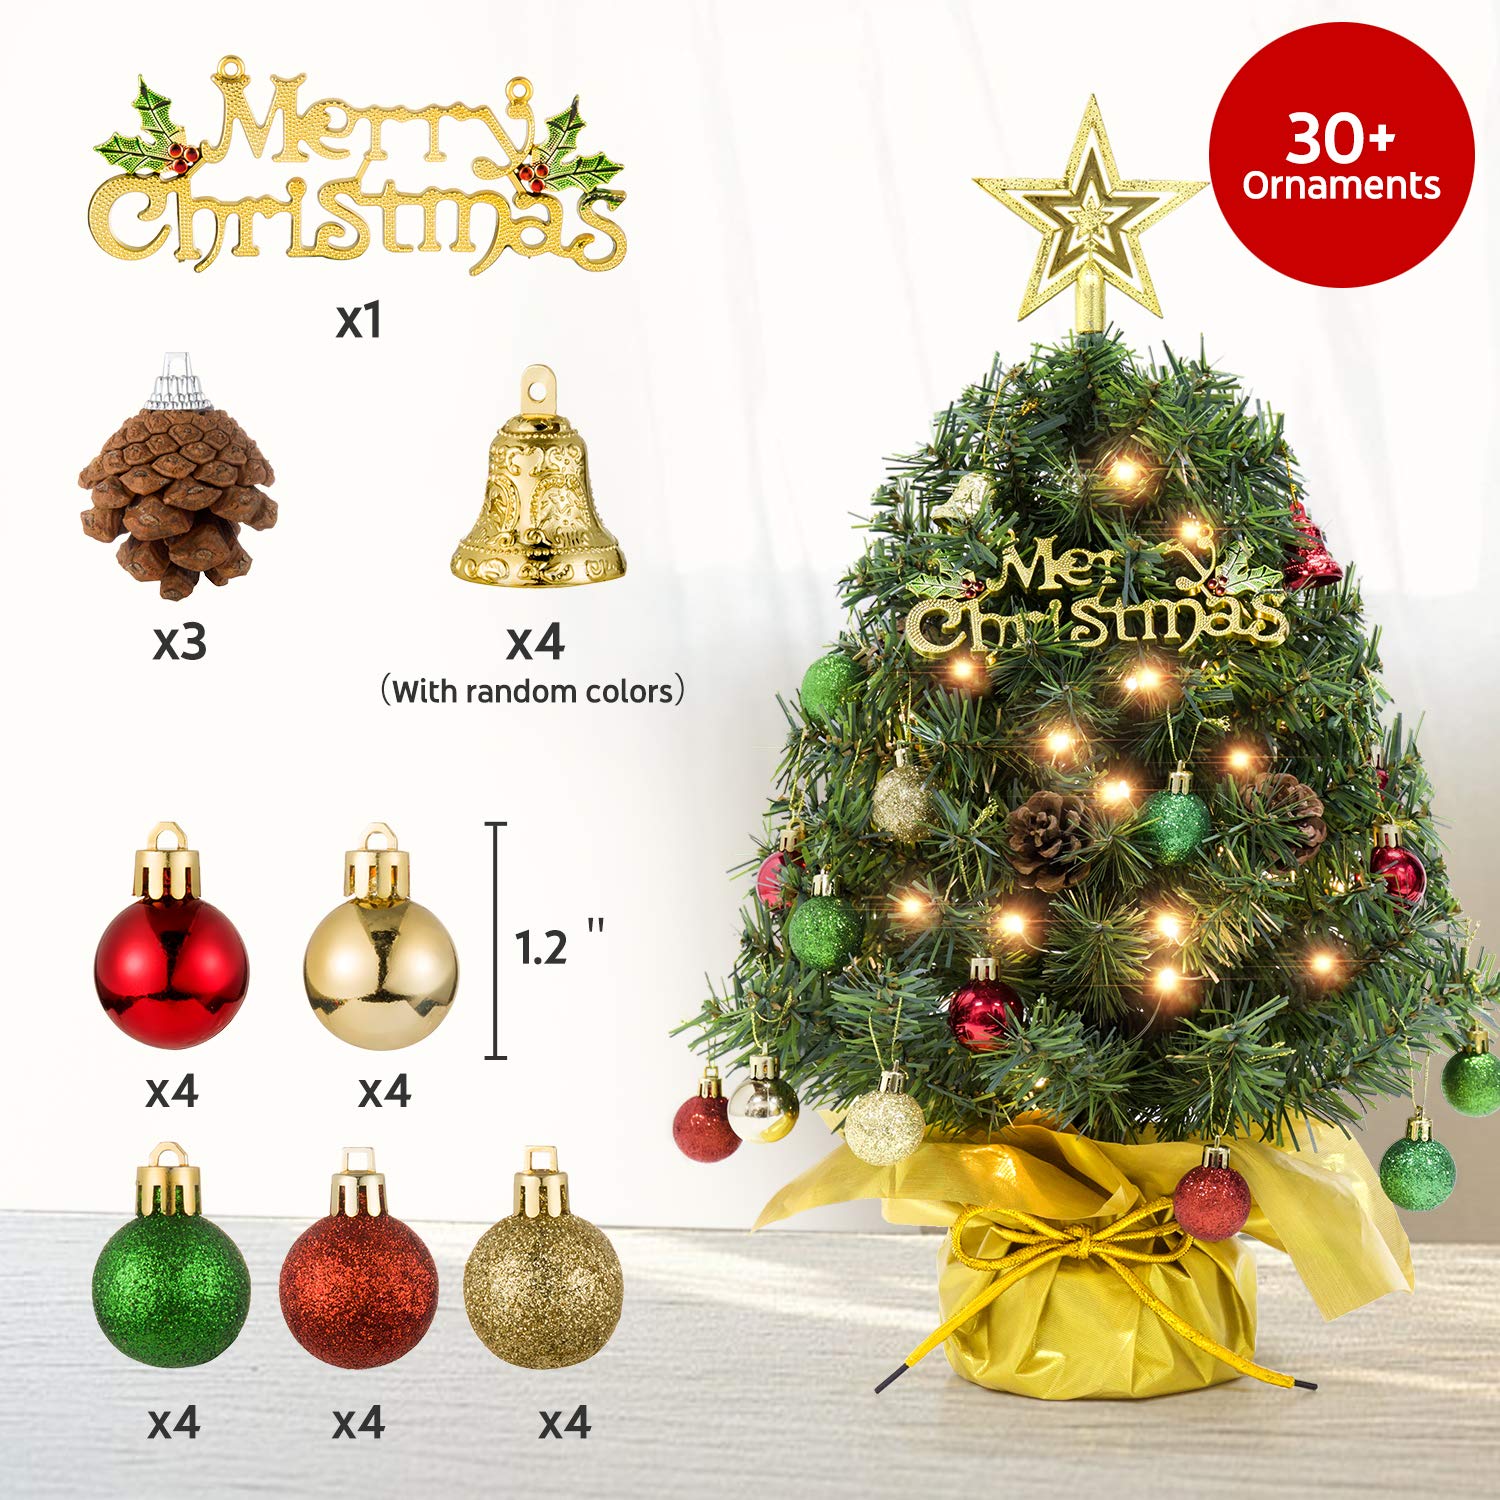 Merry
Christmas
x1
30+
Ornaments
x3
x4
(With random colors)
Merry
Christmas
1.2 "
x4
x4
x4
x4
x4